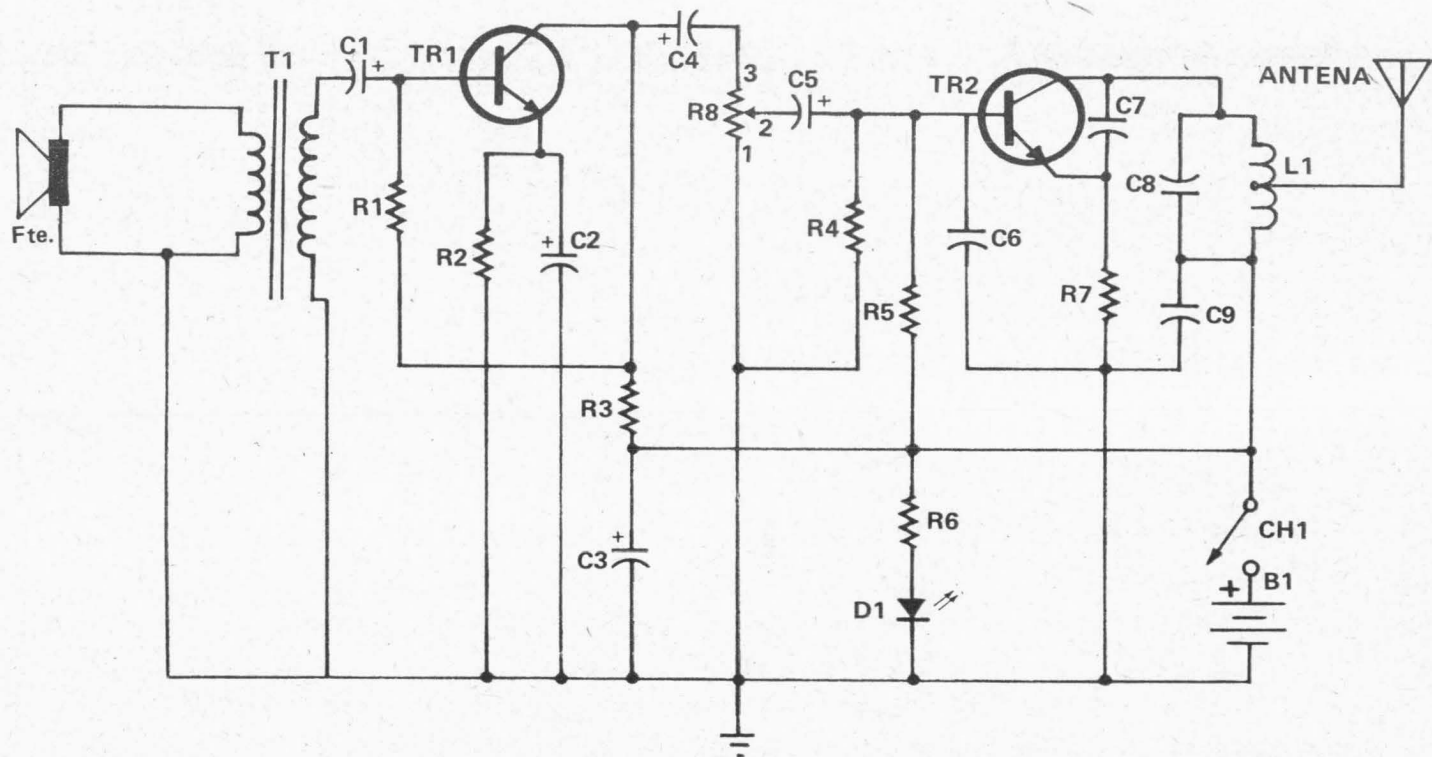 T1
C1
+
TR1
+
C4
3
R8
2
1
C5
+
TR2
C7
ANTENA
Fte.
R1
R2
+
C2
R4
C6
C8
L1
R5
R7
C9
R3
+
C3
R6
D1
CH1
+
B1